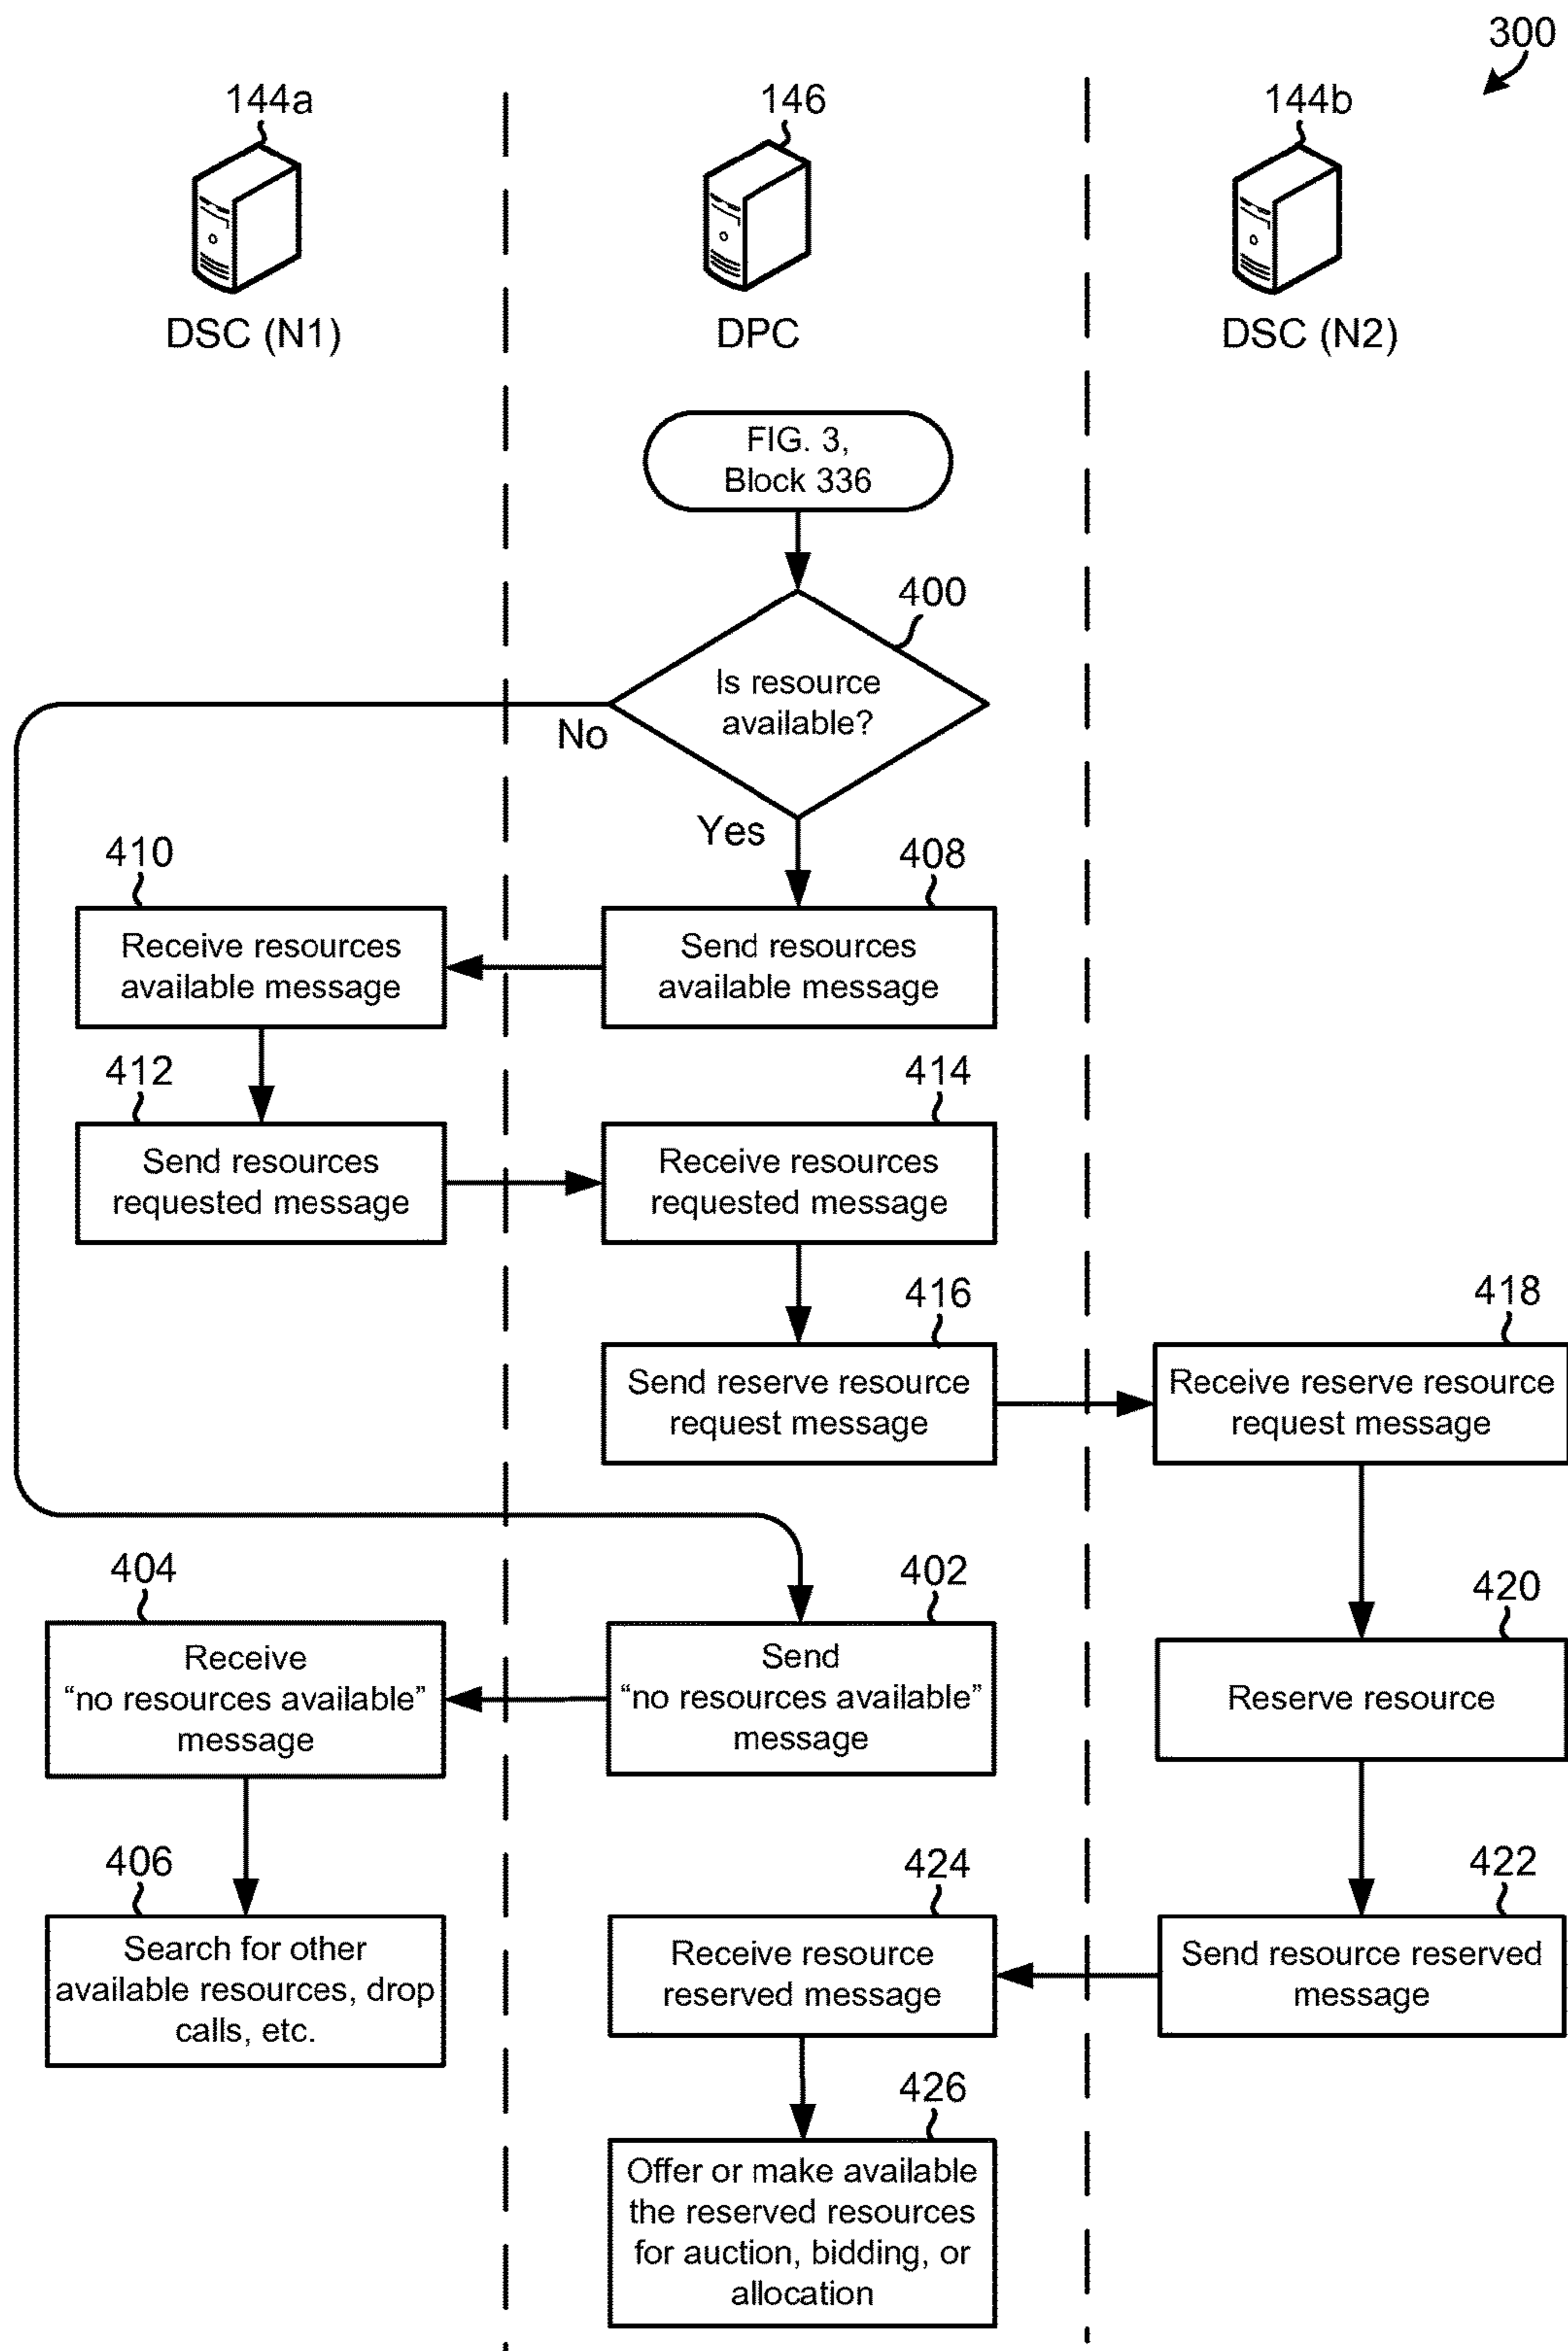 300
144a
146
144b
DSC (N1)
DPC
DSC (N2)
FIG. 3,
Block 336
400
Is resource
available?
No
Yes
410
408
Receive resources
available message
Send resources
available message
412
414
Send resources
requested message
Receive resources
requested message
416
418
Send reserve resource
request message
Receive reserve resource
request message
404
402
420
Receive
“no resources available”
message
Send
“no resources available”
message
Reserve resource
406
424
422
Search for other
available resources, drop
calls, etc.
Receive resource
reserved message
Send resource reserved
message
426
Offer or make available
the reserved resources
for auction, bidding, or
allocation